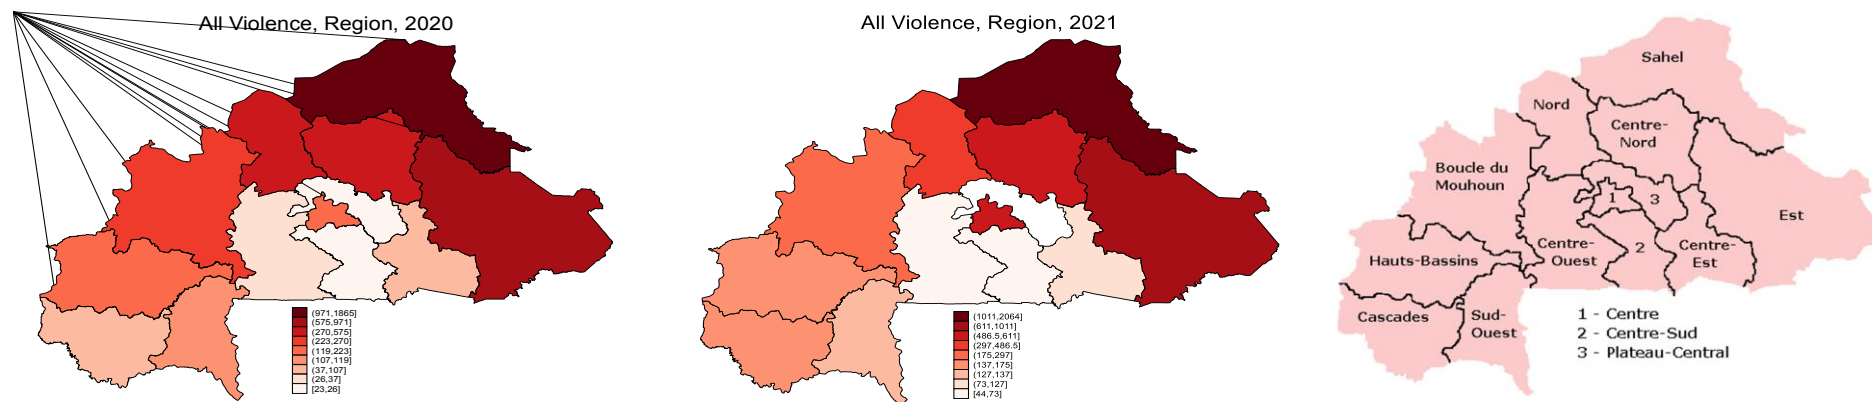 All Violence, Region, 2020
(971,1865]
(575,971]
(270,575]
(223,270]
(119,223]
(107,119]
(37,107]
(26,37]
[23,26]
All Violence, Region, 2021
(1011,2064]
(611,1011]
(486.5,611]
(297,486.5]
(175,297]
(137,175]
(127,137]
(73,127]
[44,73]
Sahel
Nord
Centre-
Nord
Boucle du
Mouhoun
1
3
Est
2
Centre-
Ouest
Centre-
Est
Hauts-Bassins
Cascades
Sud-
Ouest
1 - Centre
2 - Centre-Sud
3 - Plateau-Central